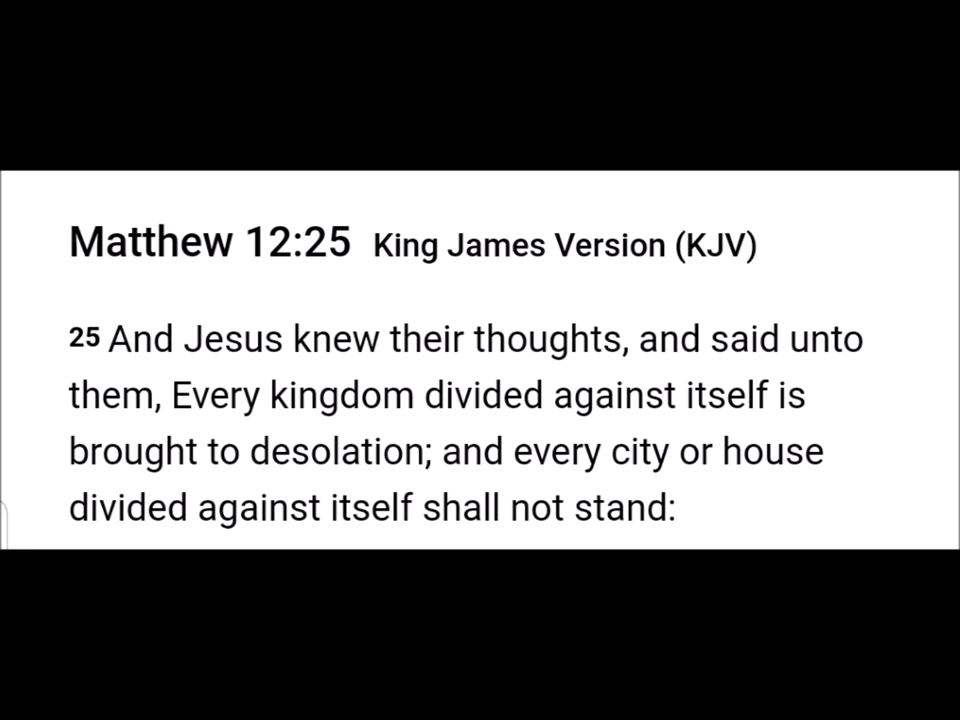 Matthew 12:25 King James Version (KJV)
25 And Jesus knew their thoughts, and said unto
them, Every kingdom divided against itself is
brought to desolation; and every city or house
divided against itself shall not stand: